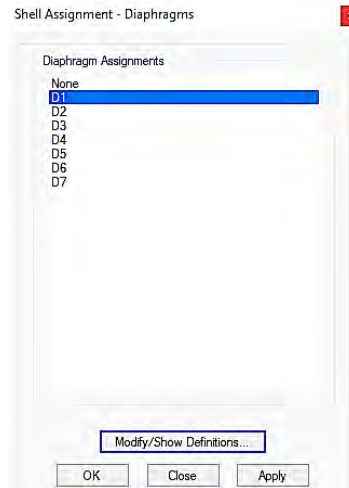 Shell Assignment - Diaphragms
Diaphragm Assignments
None
D1
D2
D3
D4
D5
D6
D7
Modify/Show Definitions...
OK
Close
Apply